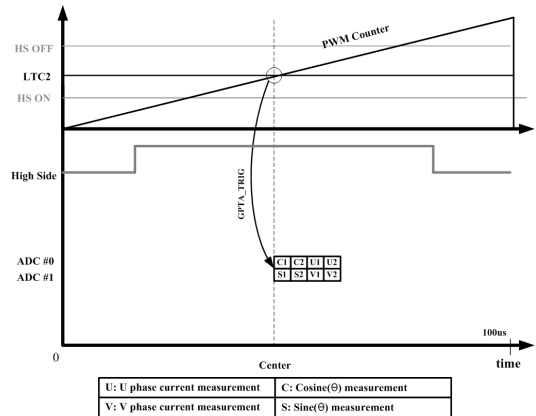 PWM Counter
HS OFF
LTC2
HS ON
High Side
GPTA_TRIG
ADC #0
C1 C2 U1 U2
ADC #1
S1 S2 V1 V2
100us
0
Center
time
U: U phase current measurement C: Cosine(Θ) measurement
V: V phase current measurement S: Sine(Θ) measurement